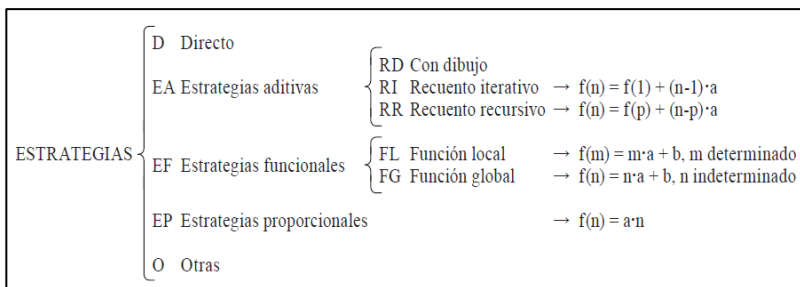 D Directo
RD Con dibujo
EA Estrategias aditivas
RI Recuento iterativo → f(n) = f(1) + (n-1)·a
RR Recuento recursivo → f(n) = f(p) + (n-p)·a
ESTRATEGIAS
FL Función local → f(m) = m·a + b, m determinado
EF Estrategias funcionales
FG Función global → f(n) = n·a + b, n indeterminado
EP Estrategias proporcionales → f(n) = a·n
O Otras